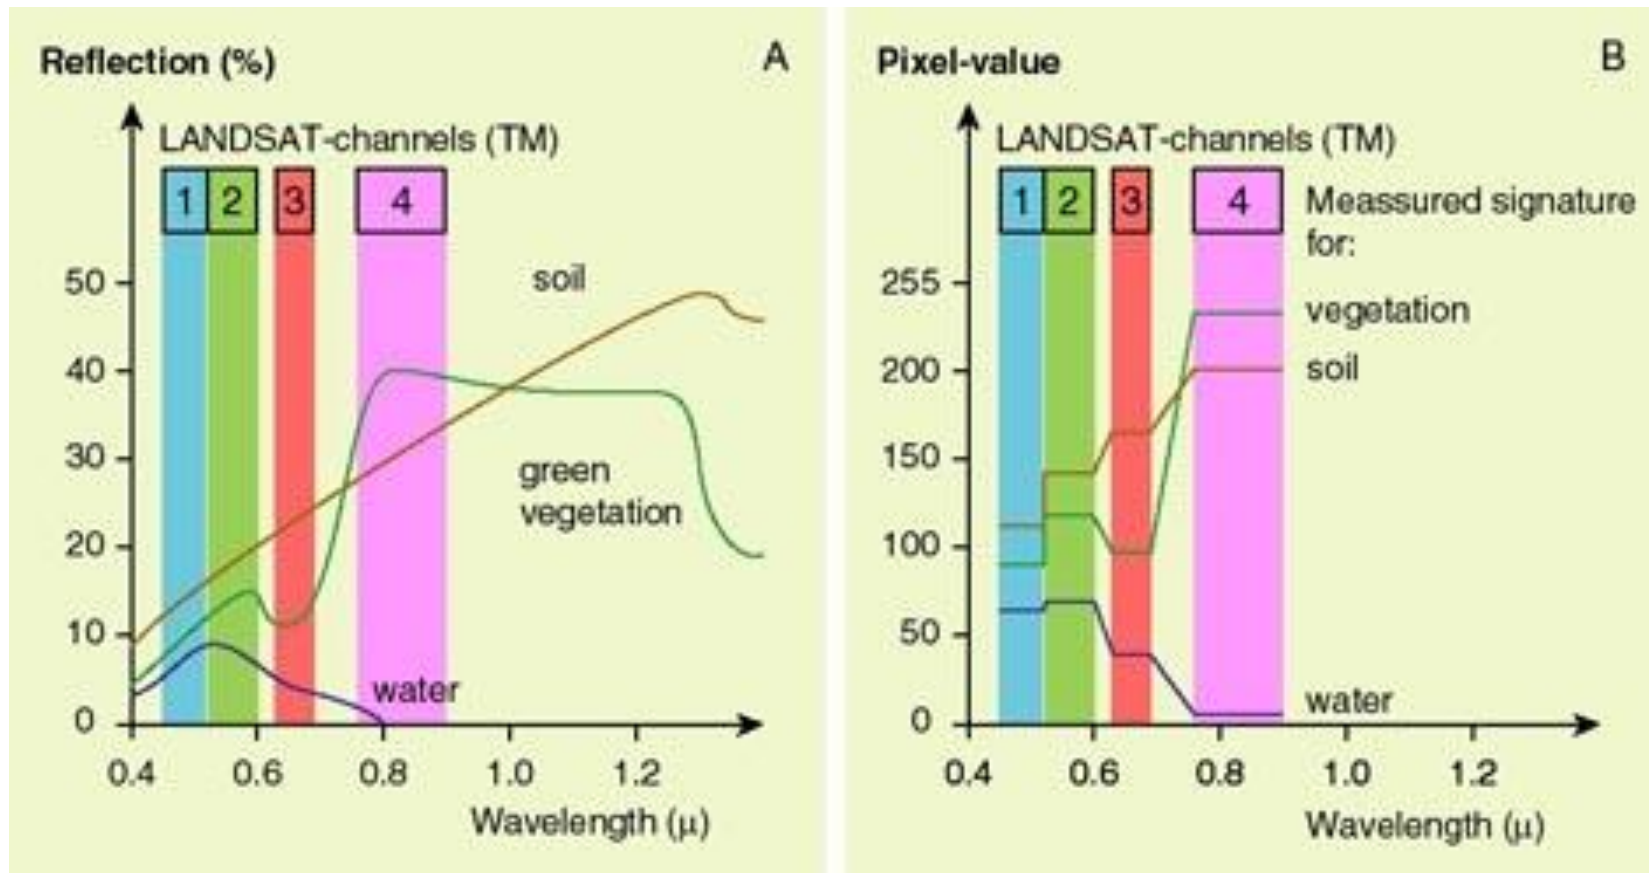 Reflection (%)
A
LANDSAT-channels (TM)
1 2 3 4
50
40
30
20
10
0
soil
green
vegetation
water
0.4 0.6 0.8 1.0 1.2
Wavelength (μ)
Pixel-value
B
LANDSAT-channels (TM)
1 2 3 4
Meassured signature
for:
255
200
150
100
50
0
vegetation
soil
water
0.4 0.6 0.8 1.0 1.2
Wavelength (μ)